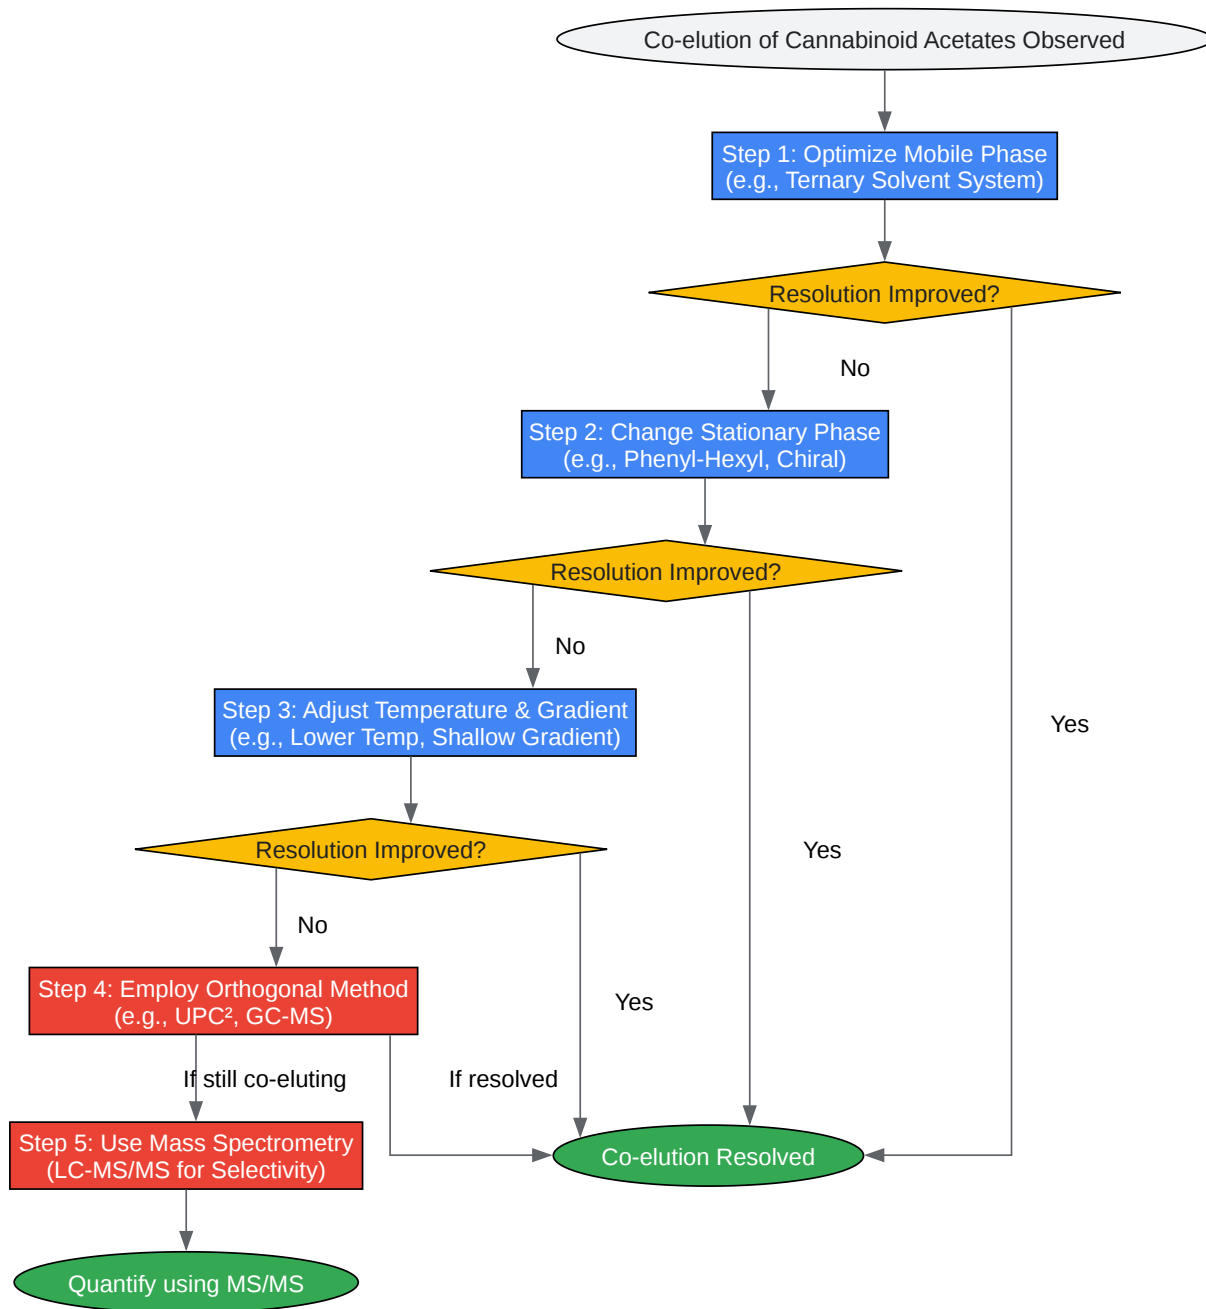 Co-elution of Cannabinoid Acetates Observed
Step 1: Optimize Mobile Phase
(e.g., Ternary Solvent System)
Resolution Improved?
No
Step 2: Change Stationary Phase
(e.g., Phenyl-Hexyl, Chiral)
Resolution Improved?
No
Step 3: Adjust Temperature & Gradient
(e.g., Lower Temp, Shallow Gradient)
Yes
Resolution Improved?
Yes
No
Step 4: Employ Orthogonal Method
(e.g., UPC², GC-MS)
Yes
If still co-eluting
If resolved
Step 5: Use Mass Spectrometry
(LC-MS/MS for Selectivity)
Co-elution Resolved
Quantify using MS/MS